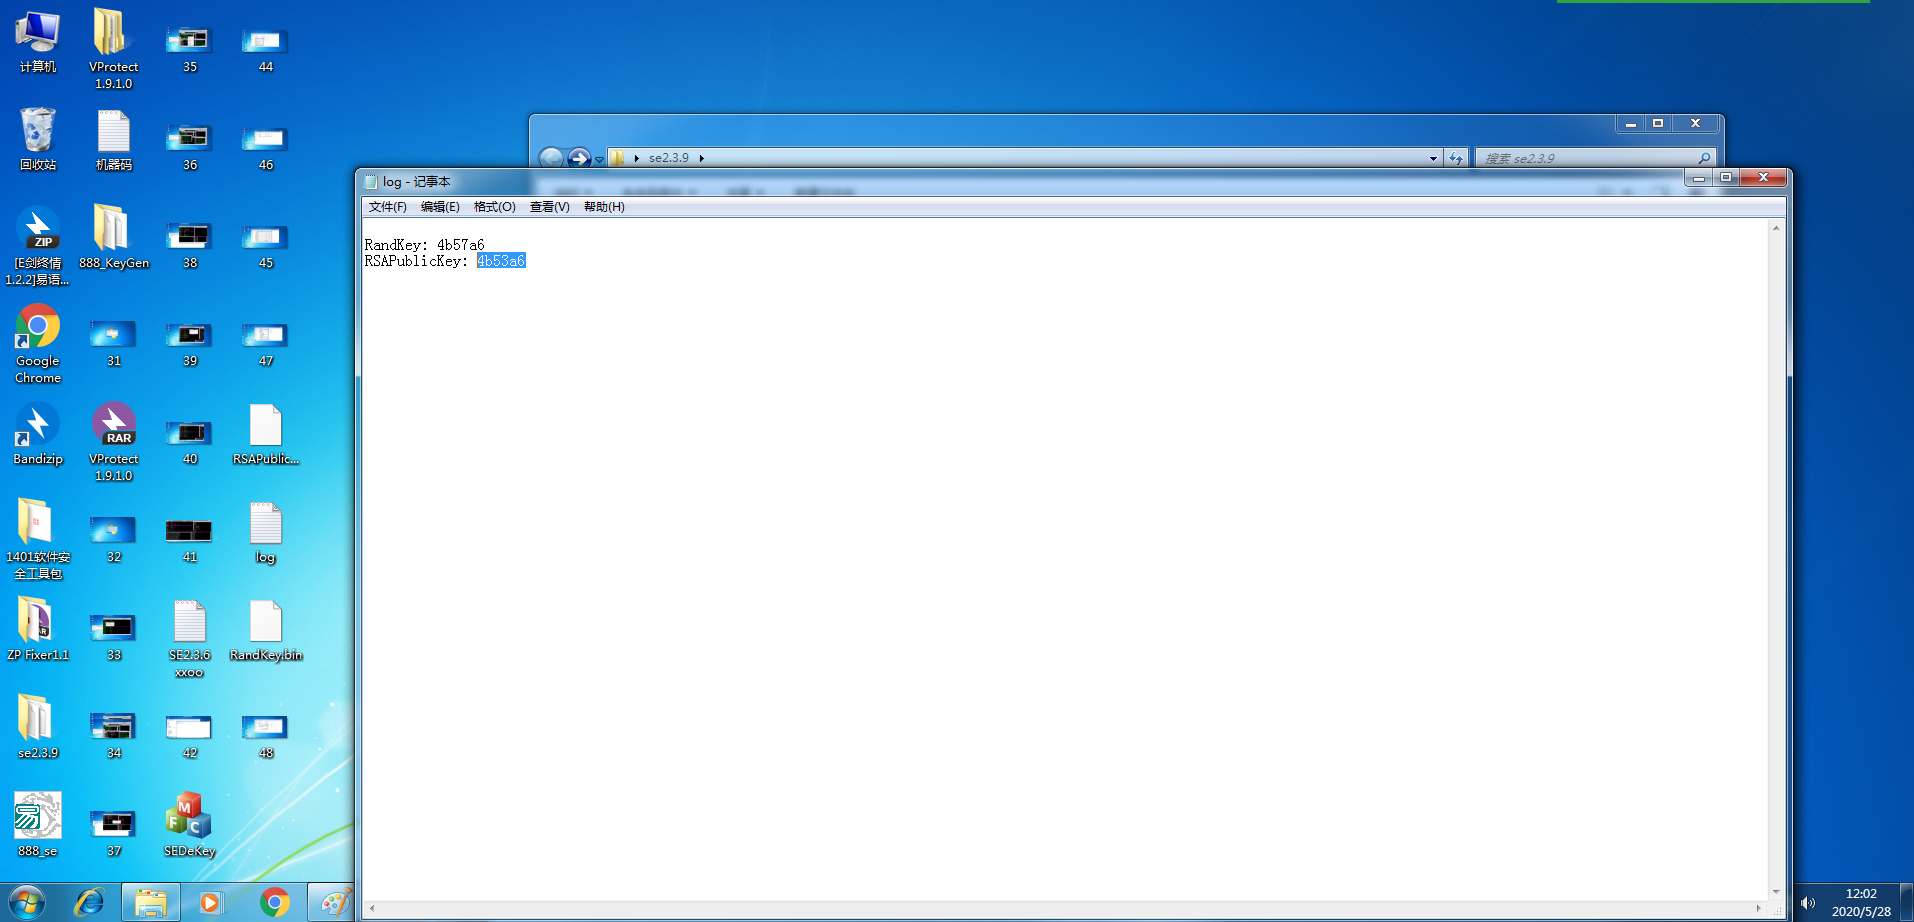 计算机
VProtect
1.9.1.0
35
44
回收站
机器码
36
46
ZIP
[E剑终情
1.2.2]易语...
888_KeyGen
38
45
Google
Chrome
31
39
47
Bandizip
RAR
VProtect
1.9.1.0
40
RSAPublic...
1401软件安
全工具包
32
41
log
ZP Fixer1.1
33
SE2.3.6
xxoo
RandKey.bin
se2.3.9
34
42
48
888_se
37
M
F
C
SEDeKey
se2.3.9
搜索 se2.3.9
log - 记事本
文件(F) 编辑(E) 格式(O) 查看(V) 帮助(H)
RandKey: 4b57a6
RSAPublicKey: 4b53a6
12:02
2020/5/28